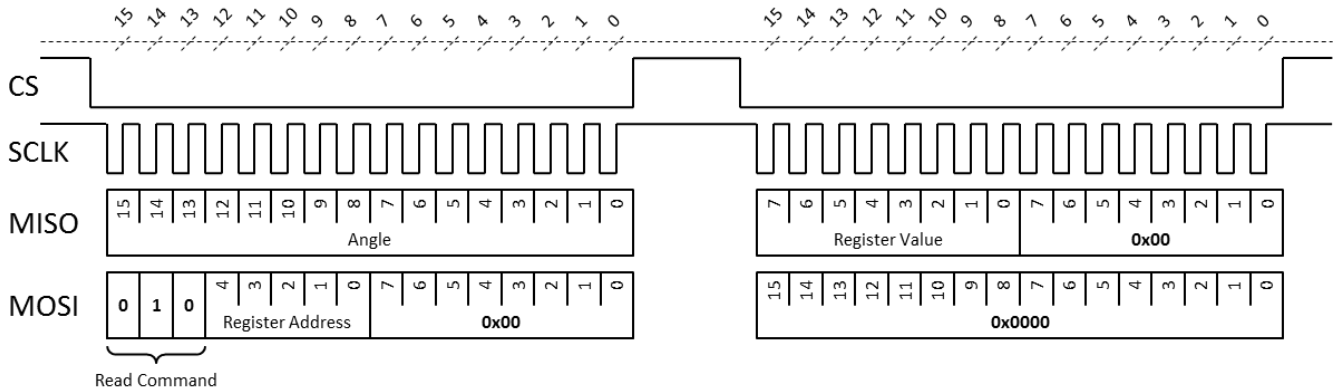 15 14 13 12 11 10 9 8 7 6 5 4 3 2 1 0 15 14 13 12 11 10 9 8 7 6 5 4 3 2 1 0
CS
SCLK
MISO 15 14 13 12 11 10 9 8 7 6 5 4 3 2 1 0 7 6 5 4 3 2 1 0 7 6 5 4 3 2 1 0
Angle Register Value 0x00
MOSI 0 1 0 4 3 2 1 0 7 6 5 4 3 2 1 0 15 14 13 12 11 10 9 8 7 6 5 4 3 2 1 0
Register Address 0x00 0x0000
Read Command